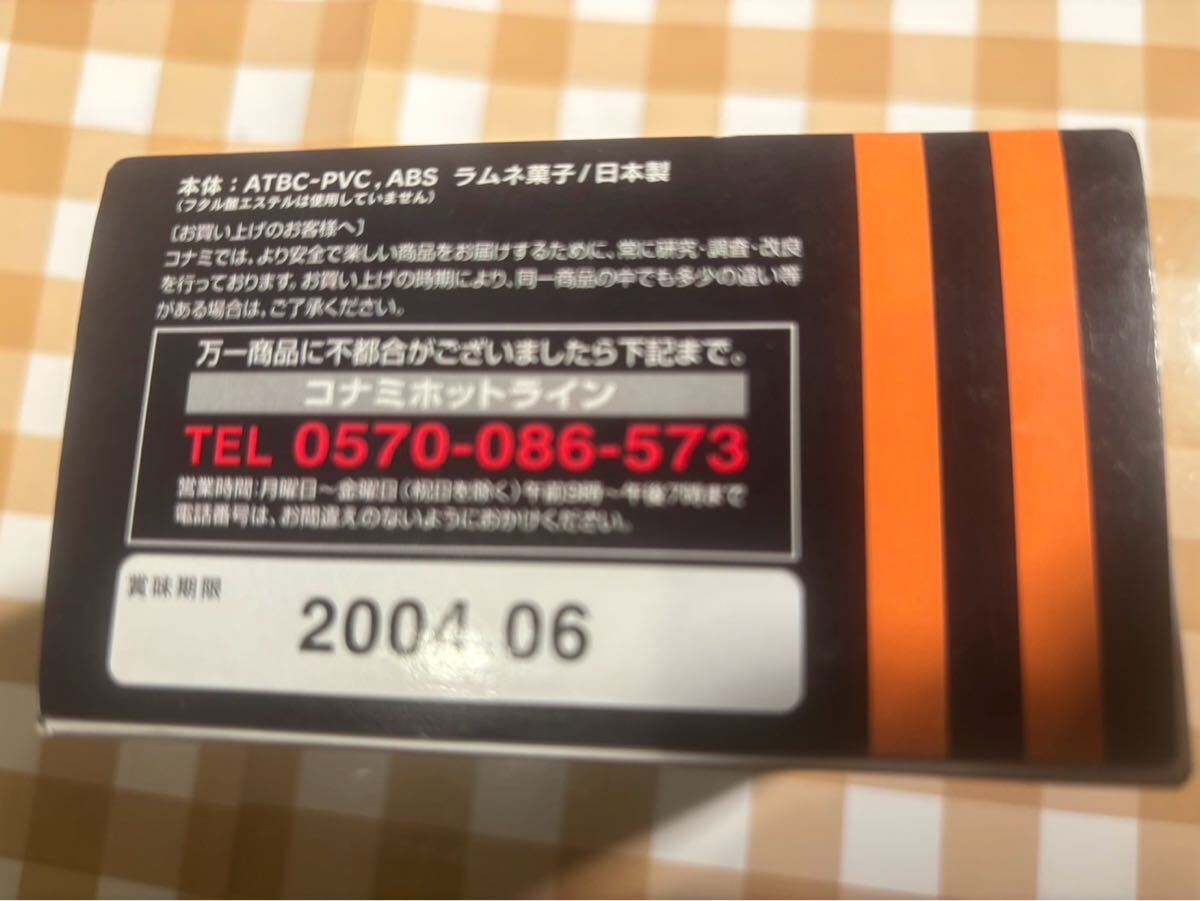 本体：ATBC-PVC，ABS ラムネ菓子/日本製
（フタル酸エステルは使用していません）
［お買い上げのお客様へ］
コナミでは、より安全で楽しい商品をお届けするために、常に研究・調査・改良
を行っております。お買い上げの時期により、同一商品の中でも多少の違い等
がある場合は、ご了承ください。
万一商品に不都合がございましたら下記まで。
コナミホットライン
TEL 0570-086-573
営業時間：月曜日〜金曜日（祝日を除く）午前9時〜午後7時まで
電話番号は、お間違えのないようにおかけください。
賞味期限
2004.06